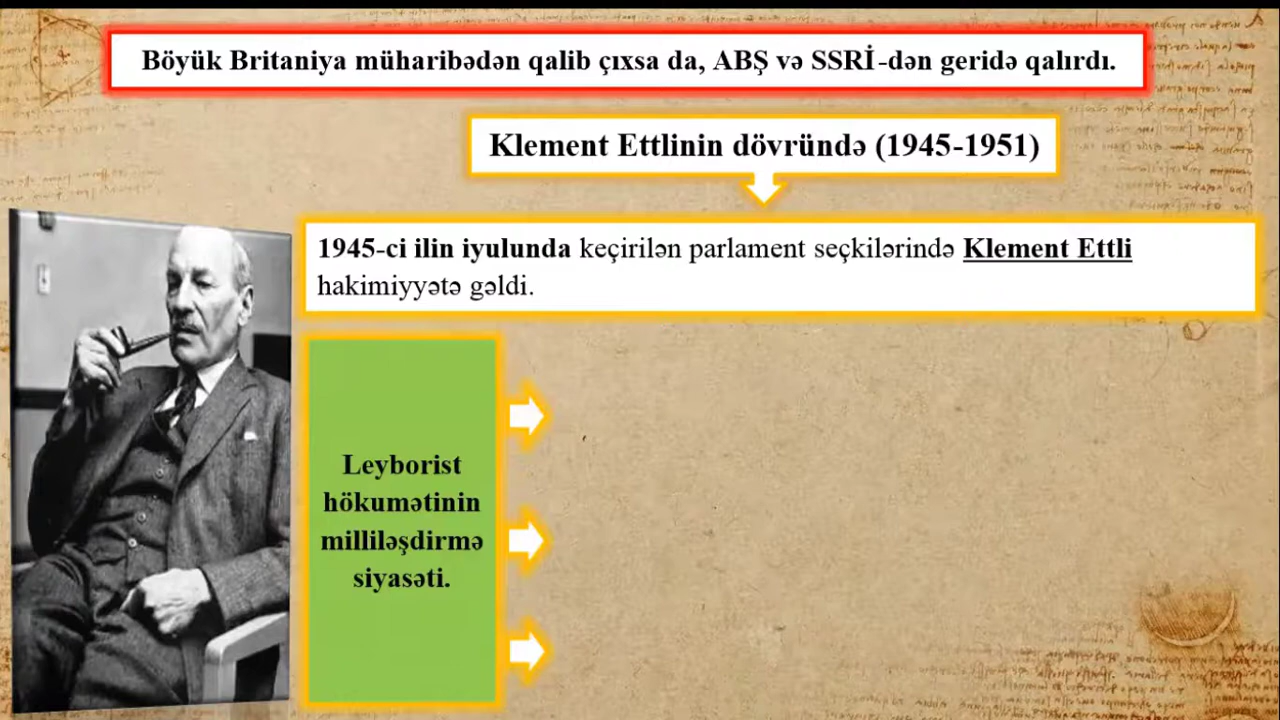 Böyük Britaniya müharibədən qalib çıxsa da, ABŞ və SSRİ-dən geridə qalırdı.
Klement Ettlinin dövründə (1945-1951)
1945-ci ilin iyulunda keçirilən parlament seçkilərində Klement Ettli
hakimiyyətə gəldi.
Leyborist
hökumətinin
milliləşdirmə
siyasəti.